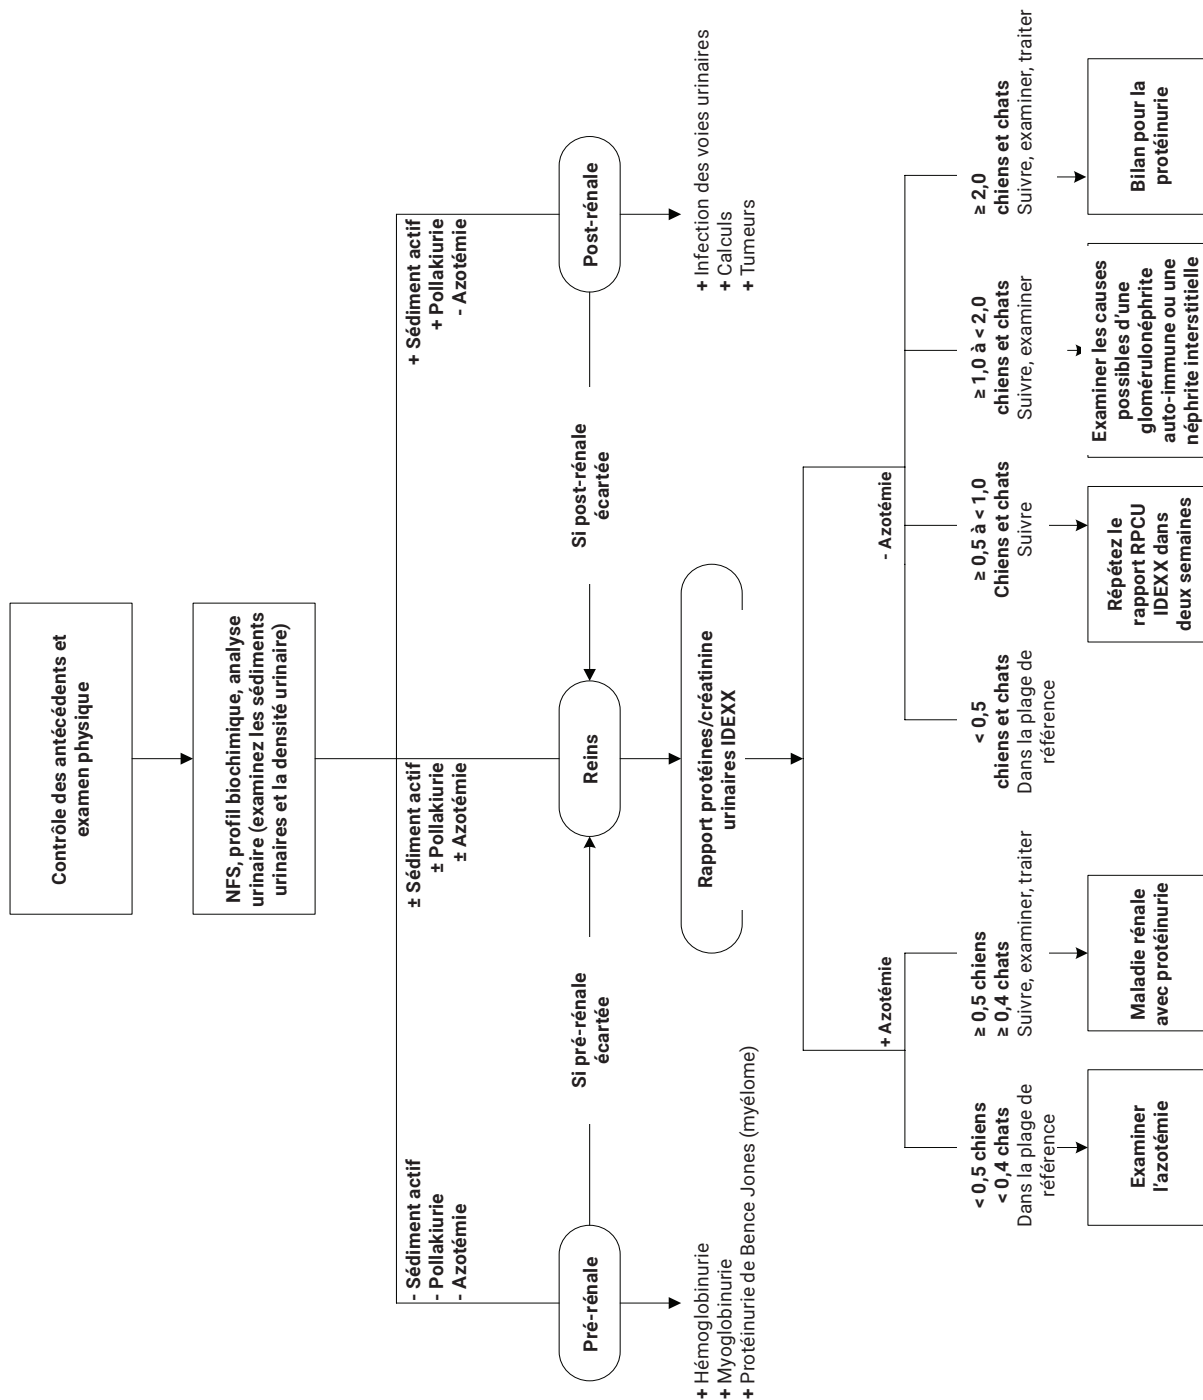 Contrôle des antécédents et
examen physique
NFS, profil biochimique, analyse
urinaire (examinez les sédiments
urinaires et la densité urinaire)
- Sédiment actif
- Pollakiurie
- Azotémie
± Sédiment actif
± Pollakiurie
± Azotémie
+ Sédiment actif
+ Pollakiurie
- Azotémie
Pré-rénale
Si pré-rénale
écartée
Reins
Si post-rénale
écartée
Post-rénale
+ Hémoglobinurie
+ Myoglobinurie
+ Protéinurie de Bence Jones (myélome)
Rapport protéines/créatinine
urinaires IDEXX
+ Infection des voies urinaires
+ Calculs
+ Tumeurs
+ Azotémie
- Azotémie
< 0,5 chiens
< 0,4 chats
Dans la plage de
référence
≥ 0,5 chiens
≥ 0,4 chats
Suivre, examiner, traiter
< 0,5
chiens et chats
Dans la plage de
référence
≥ 0,5 à < 1,0
Chiens et chats
Suivre
≥ 1,0 à < 2,0
chiens et chats
Suivre, examiner
≥ 2,0
chiens et chats
Suivre, examiner, traiter
Examiner
l'azotémie
Maladie rénale
avec protéinurie
Répétez le
rapport RPCU
IDEXX dans
deux semaines
Examiner les causes
possibles d'une
glomérulonéphrite
auto-immune ou une
néphrite interstitielle
Bilan pour la
protéinurie